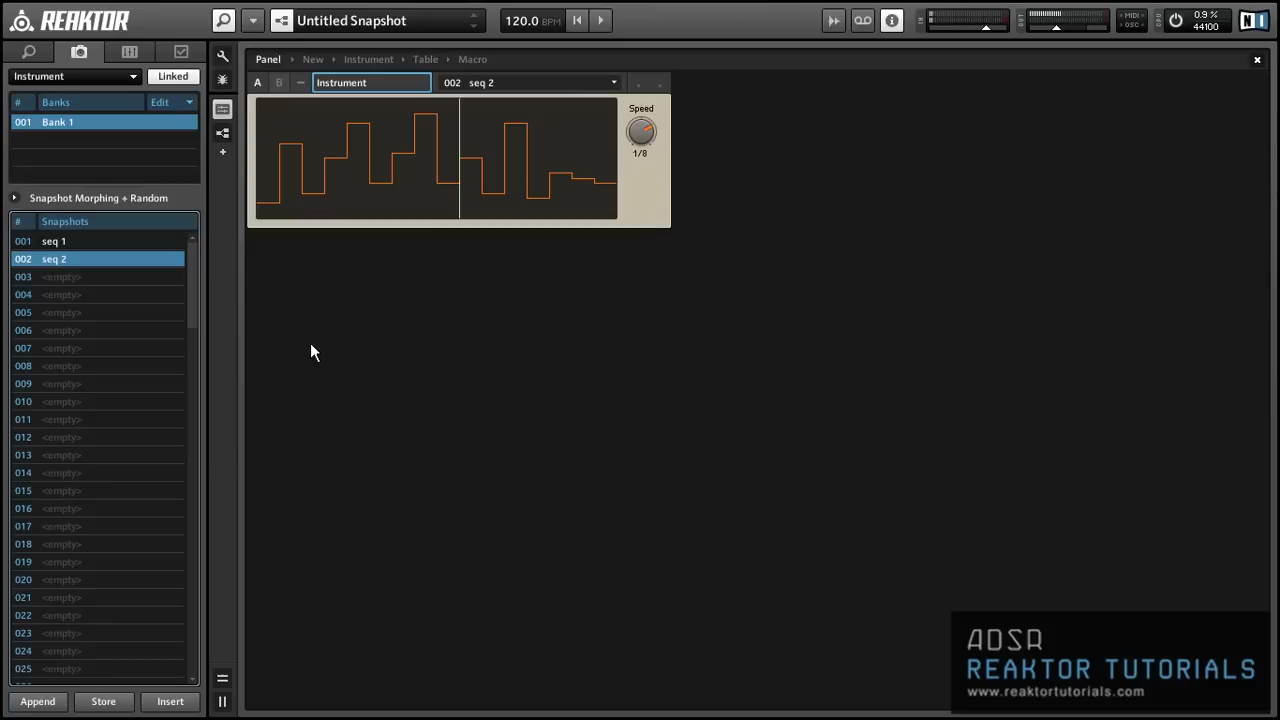 REAKTOR
Untitled Snapshot
120.0 BPM
IN
OUT
MIDI
OSC
CPU
0.9 %
44100
NI
Instrument
Linked
# Banks Edit
001 Bank 1
Snapshot Morphing + Random
# Snapshots
001 seq 1
002 seq 2
003 <empty>
004 <empty>
005 <empty>
006 <empty>
007 <empty>
008 <empty>
009 <empty>
010 <empty>
011 <empty>
012 <empty>
013 <empty>
014 <empty>
015 <empty>
016 <empty>
017 <empty>
018 <empty>
019 <empty>
020 <empty>
021 <empty>
022 <empty>
023 <empty>
024 <empty>
025 <empty>
Append Store Insert
Panel New Instrument Table Macro
A B Instrument 002 seq 2
Speed
1/8
ADSR
REAKTOR TUTORIALS
www.reaktortutorials.com